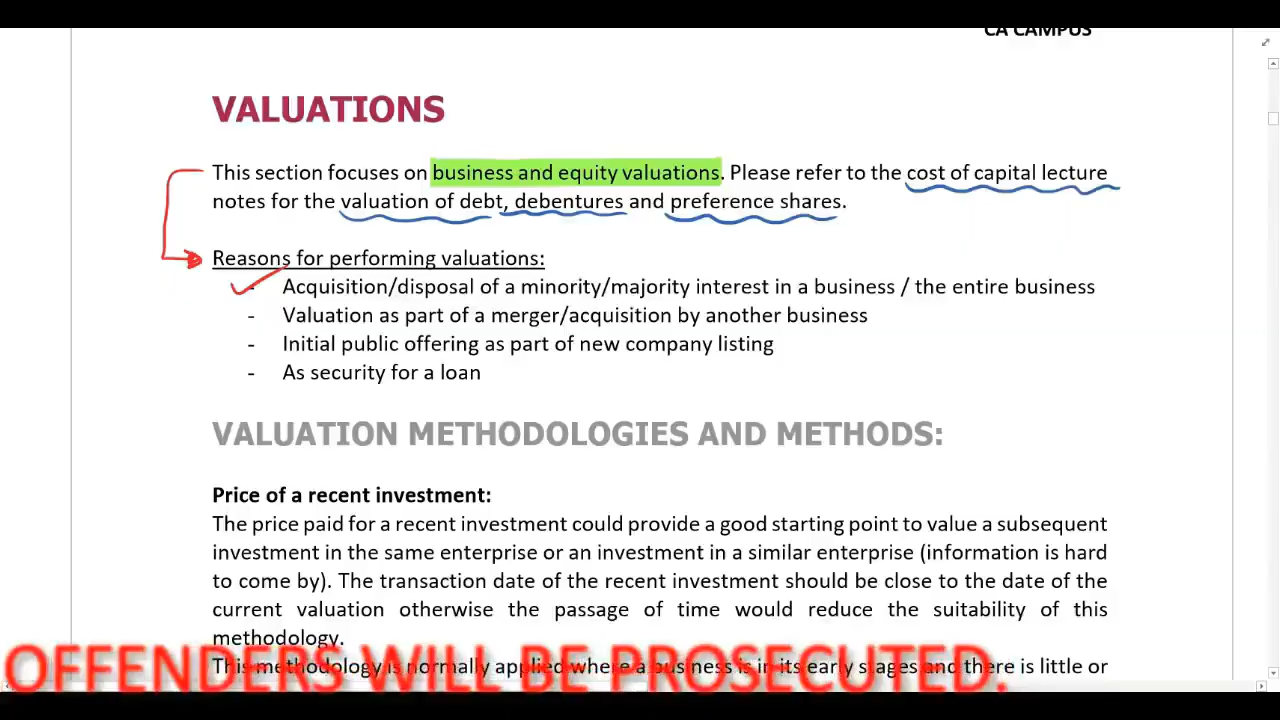 CA CAMPUS
VALUATIONS
This section focuses on business and equity valuations. Please refer to the cost of capital lecture
notes for the valuation of debt, debentures and preference shares.
Reasons for performing valuations:
- Acquisition/disposal of a minority/majority interest in a business / the entire business
- Valuation as part of a merger/acquisition by another business
- Initial public offering as part of new company listing
- As security for a loan
VALUATION METHODOLOGIES AND METHODS:
Price of a recent investment:
The price paid for a recent investment could provide a good starting point to value a subsequent
investment in the same enterprise or an investment in a similar enterprise (information is hard
to come by). The transaction date of the recent investment should be close to the date of the
current valuation otherwise the passage of time would reduce the suitability of this
methodology.
This methodology is normally applied where a business is in its early stages and there is little or
OFFENDERS WILL BE PROSECUTED.